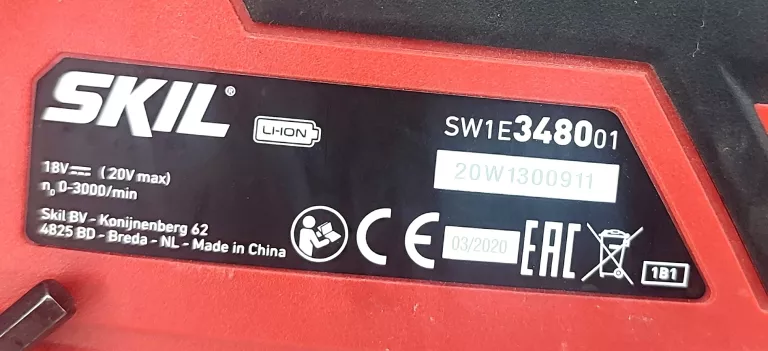 SKIL®
LI-ION
SW1E348001
20W1300911
18V⎓ (20V max)
n₀ 0-3000/min
Skil BV - Konijnenberg 62
4825 BD - Breda - NL - Made in China
CE
03/2020
EAC
1B1